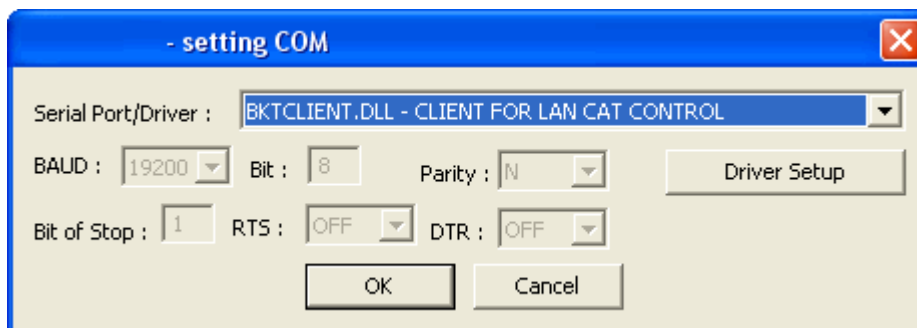 - setting COM
Serial Port/Driver : BKTCLIENT.DLL - CLIENT FOR LAN CAT CONTROL
BAUD : 19200 Bit : 8 Parity : N Driver Setup
Bit of Stop : 1 RTS : OFF DTR : OFF
OK Cancel